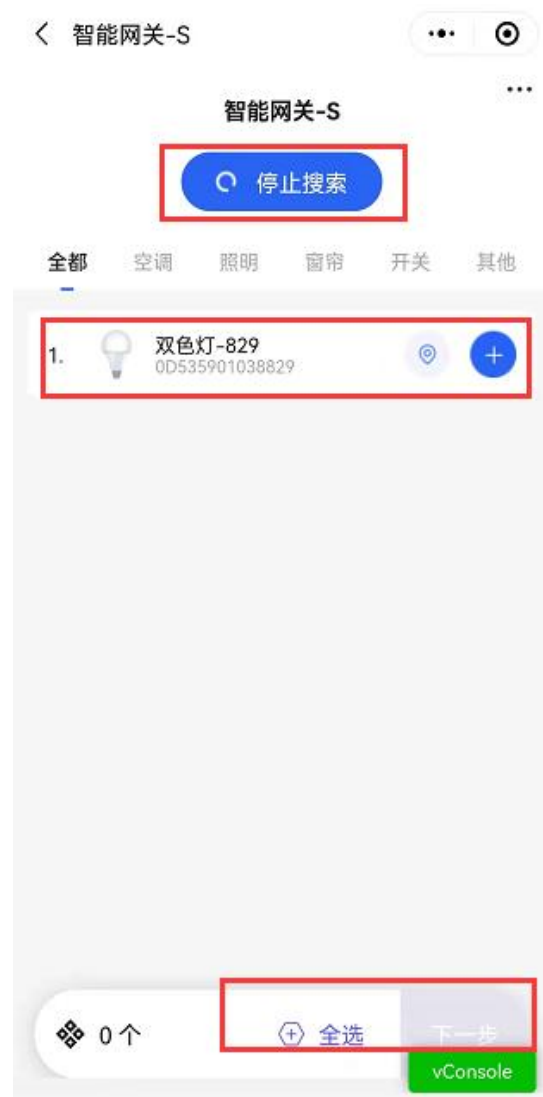 智能网关-S
智能网关-S
停止搜索
全都 空调 照明 窗帘 开关 其他
1. 双色灯-829
0D535901038829
0个 全选 下一步
vConsole